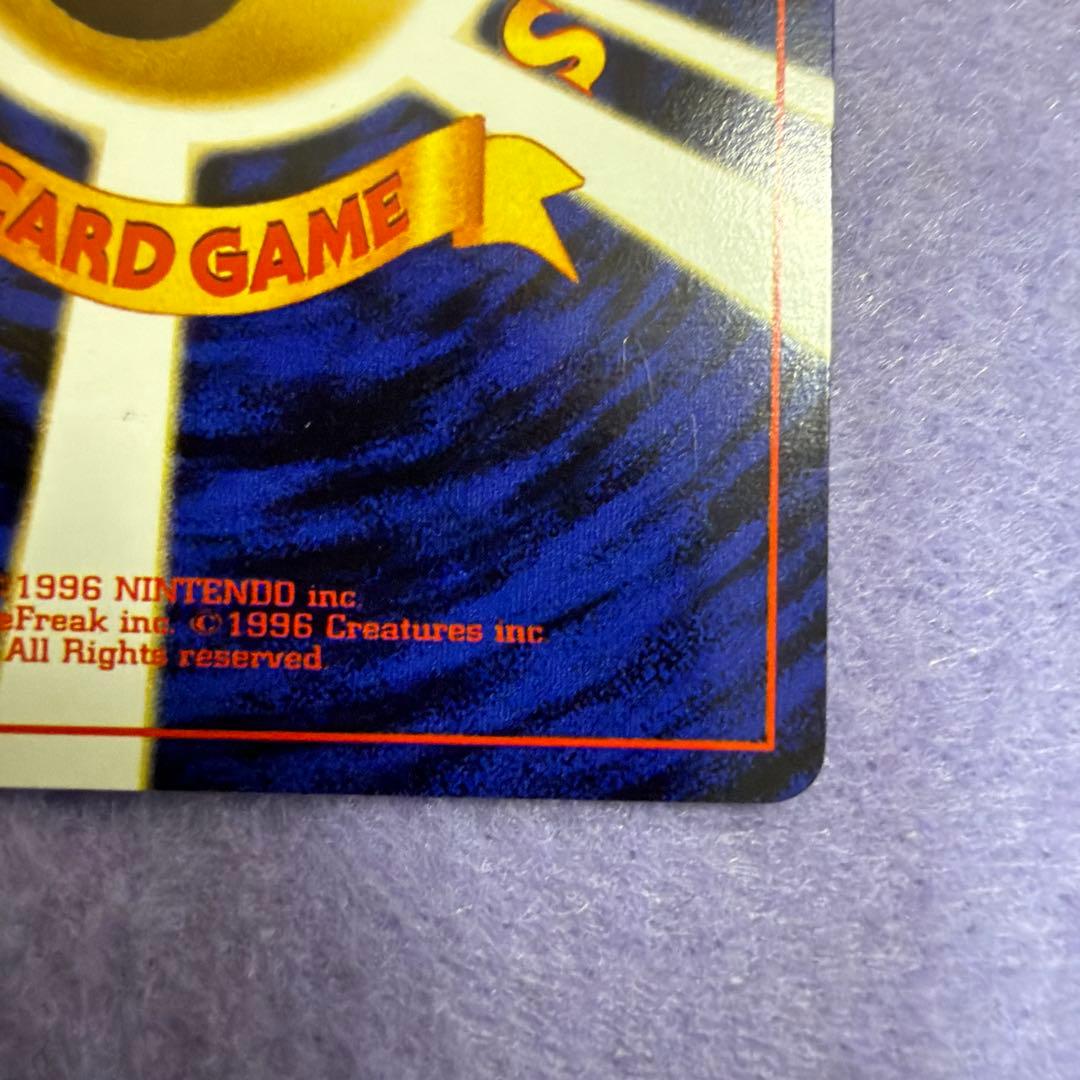 S
CARD GAME
©1996 NINTENDO inc.
eFreak inc. ©1996 Creatures inc.
All Rights reserved.